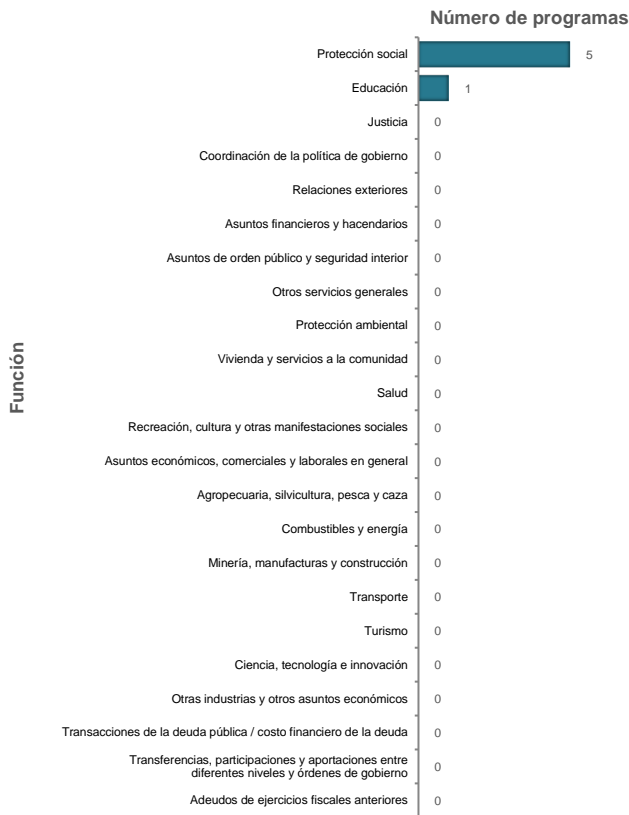 Número de programas
Función
Protección social 5
Educación 1
Justicia 0
Coordinación de la política de gobierno 0
Relaciones exteriores 0
Asuntos financieros y hacendarios 0
Asuntos de orden público y seguridad interior 0
Otros servicios generales 0
Protección ambiental 0
Vivienda y servicios a la comunidad 0
Salud 0
Recreación, cultura y otras manifestaciones sociales 0
Asuntos económicos, comerciales y laborales en general 0
Agropecuaria, silvicultura, pesca y caza 0
Combustibles y energía 0
Minería, manufacturas y construcción 0
Transporte 0
Turismo 0
Ciencia, tecnología e innovación 0
Otras industrias y otros asuntos económicos 0
Transacciones de la deuda pública / costo financiero de la deuda 0
Transferencias, participaciones y aportaciones entre
diferentes niveles y órdenes de gobierno 0
Adeudos de ejercicios fiscales anteriores 0